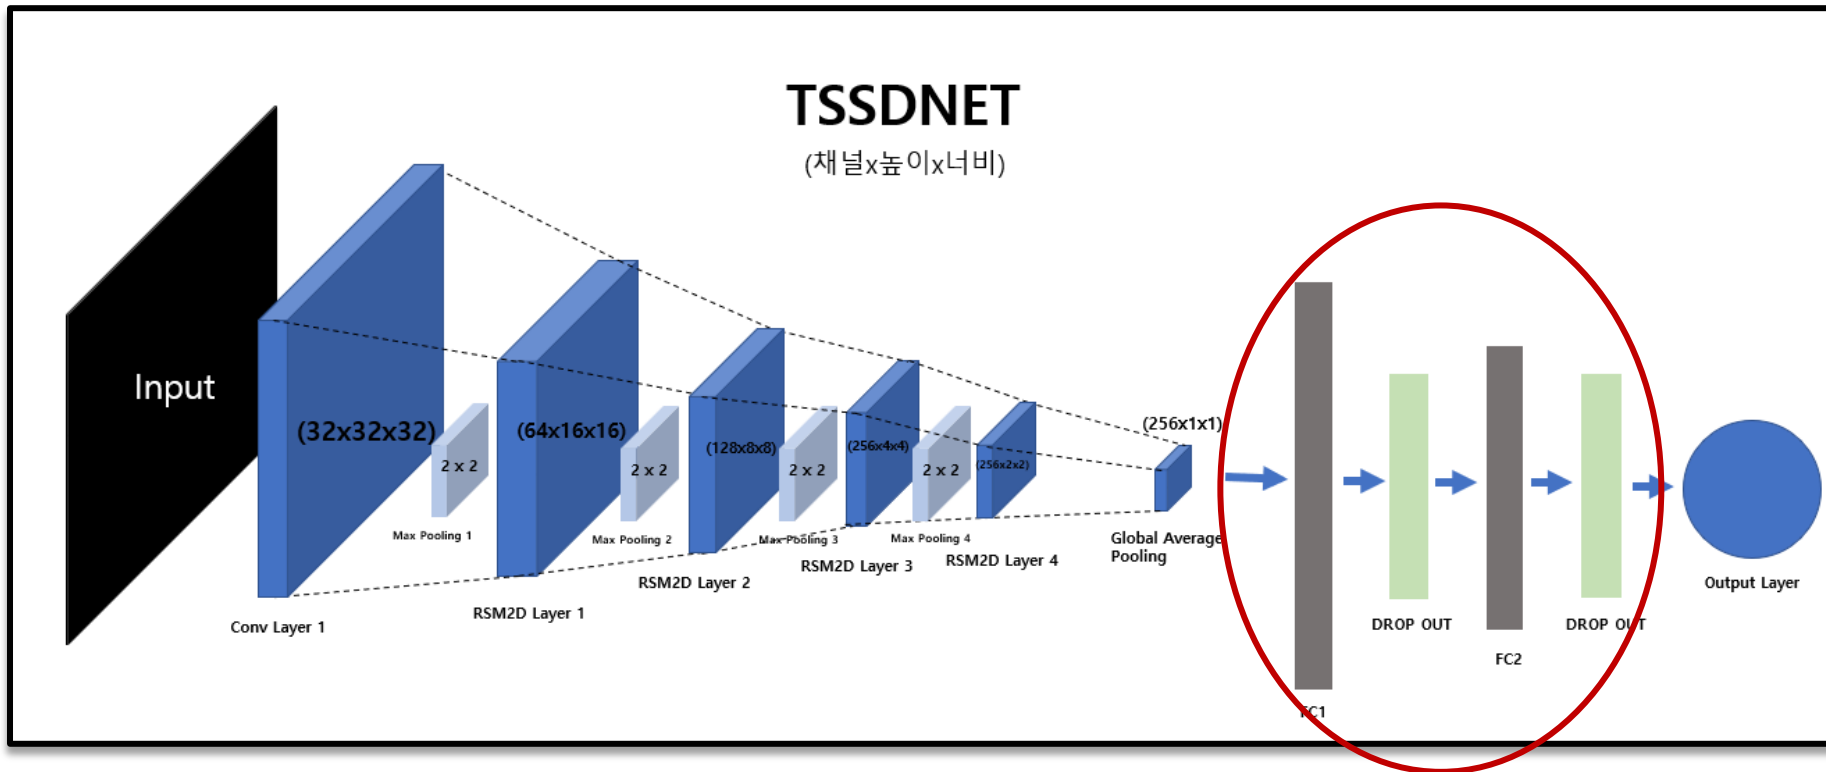 TSSDNET
(채널x높이x너비)
Input
(32x32x32)
2 x 2
(64x16x16)
2 x 2
(128x8x8)
2 x 2
(256x4x4)
2 x 2
(256x2x2)
(256x1x1)
Max Pooling 1
Max Pooling 2
Max Pooling 3
Max Pooling 4
Conv Layer 1
RSM2D Layer 1
RSM2D Layer 2
RSM2D Layer 3
RSM2D Layer 4
Global Average
Pooling
FC1
DROP OUT
FC2
DROP OUT
Output Layer